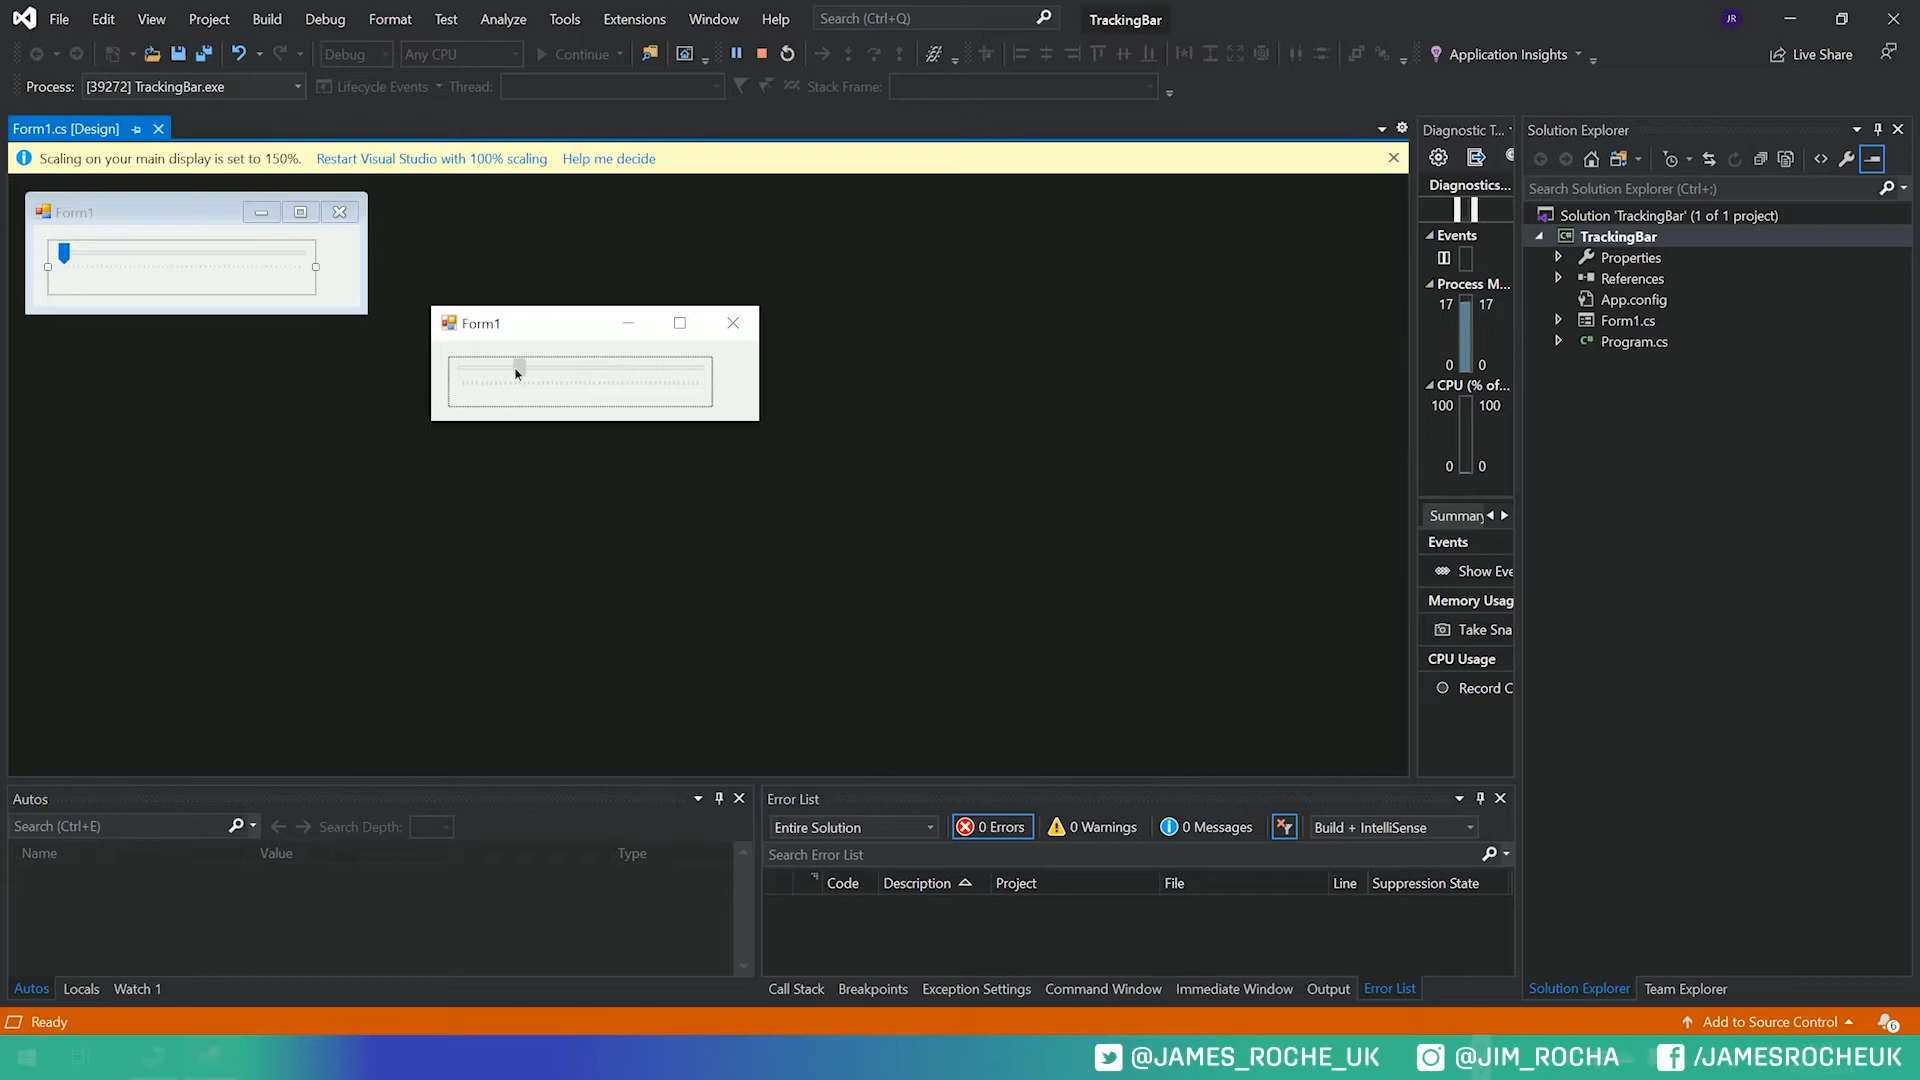 File Edit View Project Build Debug Format Test Analyze Tools Extensions Window Help Search (Ctrl+Q) TrackingBar JR
Debug Any CPU Continue Application Insights Live Share
Process: [39272] TrackingBar.exe Lifecycle Events Thread: Stack Frame:
Form1.cs [Design]
Scaling on your main display is set to 150%. Restart Visual Studio with 100% scaling Help me decide
Form1
Form1
Diagnostic T...
Diagnostics...
Events
Process M...
17 17
0 0
CPU (% of...
100 100
0 0
Summary
Events
Show Eve
Memory Usag
Take Sna
CPU Usage
Record C
Solution Explorer
Search Solution Explorer (Ctrl+;)
Solution 'TrackingBar' (1 of 1 project)
C# TrackingBar
Properties
References
App.config
Form1.cs
C# Program.cs
Autos
Search (Ctrl+E) Search Depth:
Name Value Type
Autos Locals Watch 1
Error List
Entire Solution 0 Errors 0 Warnings 0 Messages Build + IntelliSense
Search Error List
Code Description Project File Line Suppression State
Call Stack Breakpoints Exception Settings Command Window Immediate Window Output Error List
Solution Explorer Team Explorer
Ready Add to Source Control 6
@JAMES_ROCHE_UK @JIM_ROCHA /JAMESROCHEUK